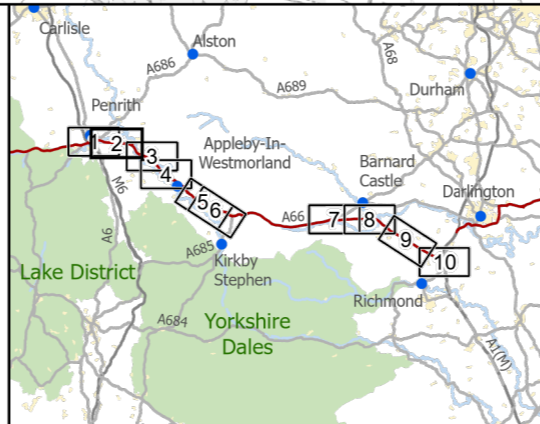 Carlisle
Alston
A686
A689
A68
Durham
Penrith
1
2
3
4
5
6
7
8
9
10
Appleby-In-
Westmorland
Barnard
Castle
Darlington
M6
A6
A66
A685
Kirkby
Stephen
Lake District
Richmond
A684
Yorkshire
Dales
A1(M)